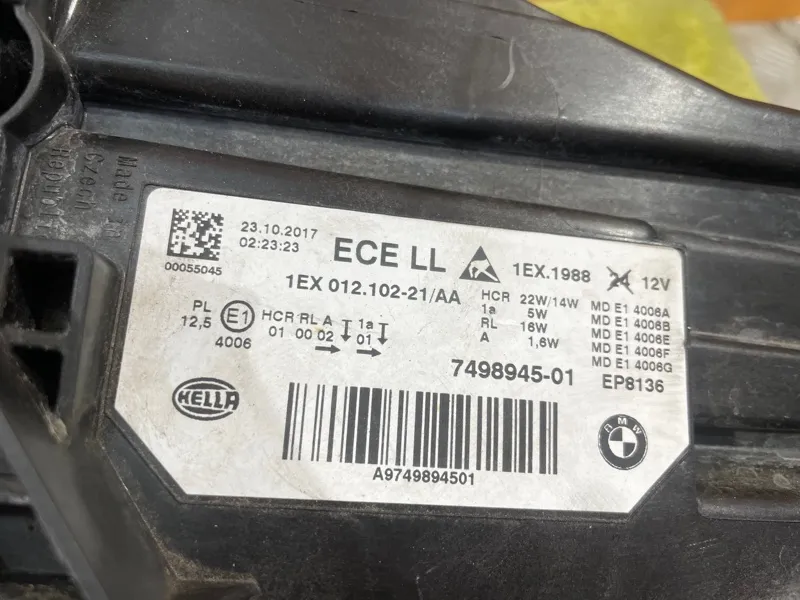 Made in
Czech
Republic
23.10.2017
02:23:23
00055045
ECE LL
1EX.1988
24 12V
1EX 012.102-21/AA
HCR 22W/14W
1a 5W
RL 16W
A 1,6W
MD E1 4006A
MD E1 4006B
MD E1 4006E
MD E1 4006F
MD E1 4006G
PL
12,5
E1
4006
HCR RL A 1a
01 00 02 01
7498945-01
EP8136
HELLA
BMW
A9749894501